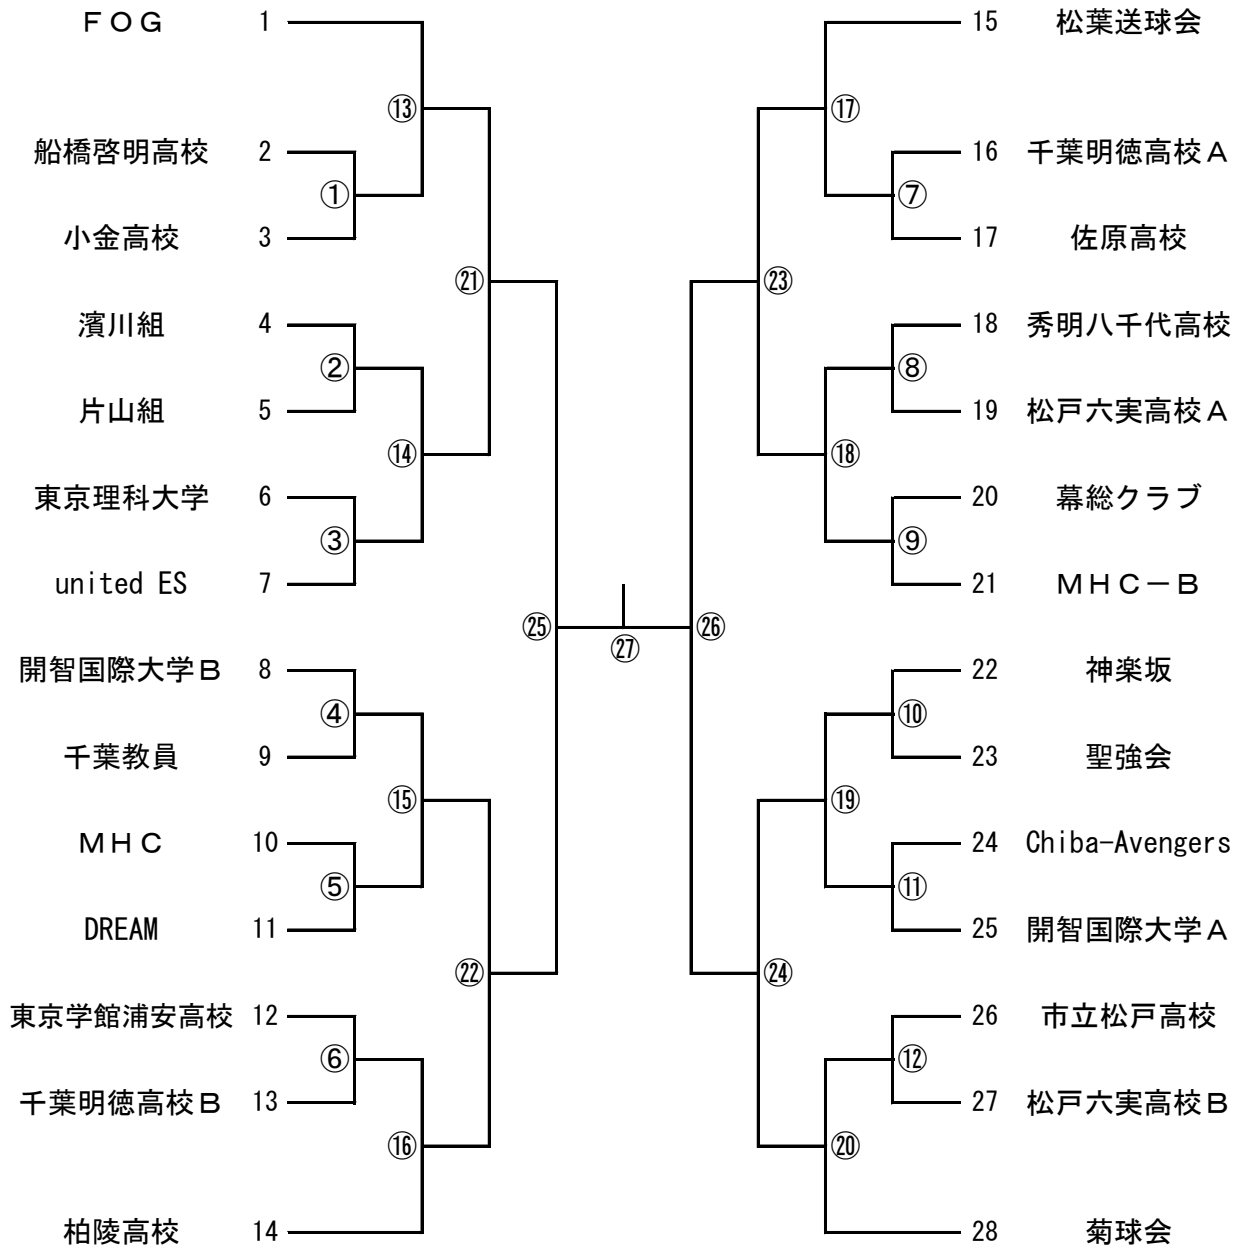 ＦＯＧ 1
⑬
船橋啓明高校 2
①
小金高校 3
㉑
濱川組 4
②
片山組 5
⑭
東京理科大学 6
③
united ES 7
㉕
開智国際大学Ｂ 8
④
千葉教員 9
⑮
ＭＨＣ 10
⑤
DREAM 11
㉒
東京学館浦安高校 12
⑥
千葉明徳高校Ｂ 13
⑯
柏陵高校 14
㉗
15 松葉送球会
⑰
16 千葉明徳高校Ａ
⑦
17 佐原高校
㉓
18 秀明八千代高校
⑧
19 松戸六実高校Ａ
⑱
20 幕総クラブ
⑨
21 ＭＨＣ－Ｂ
㉖
22 神楽坂
⑩
23 聖強会
⑲
24 Chiba-Avengers
⑪
25 開智国際大学Ａ
㉔
26 市立松戸高校
⑫
27 松戸六実高校Ｂ
⑳
28 菊球会